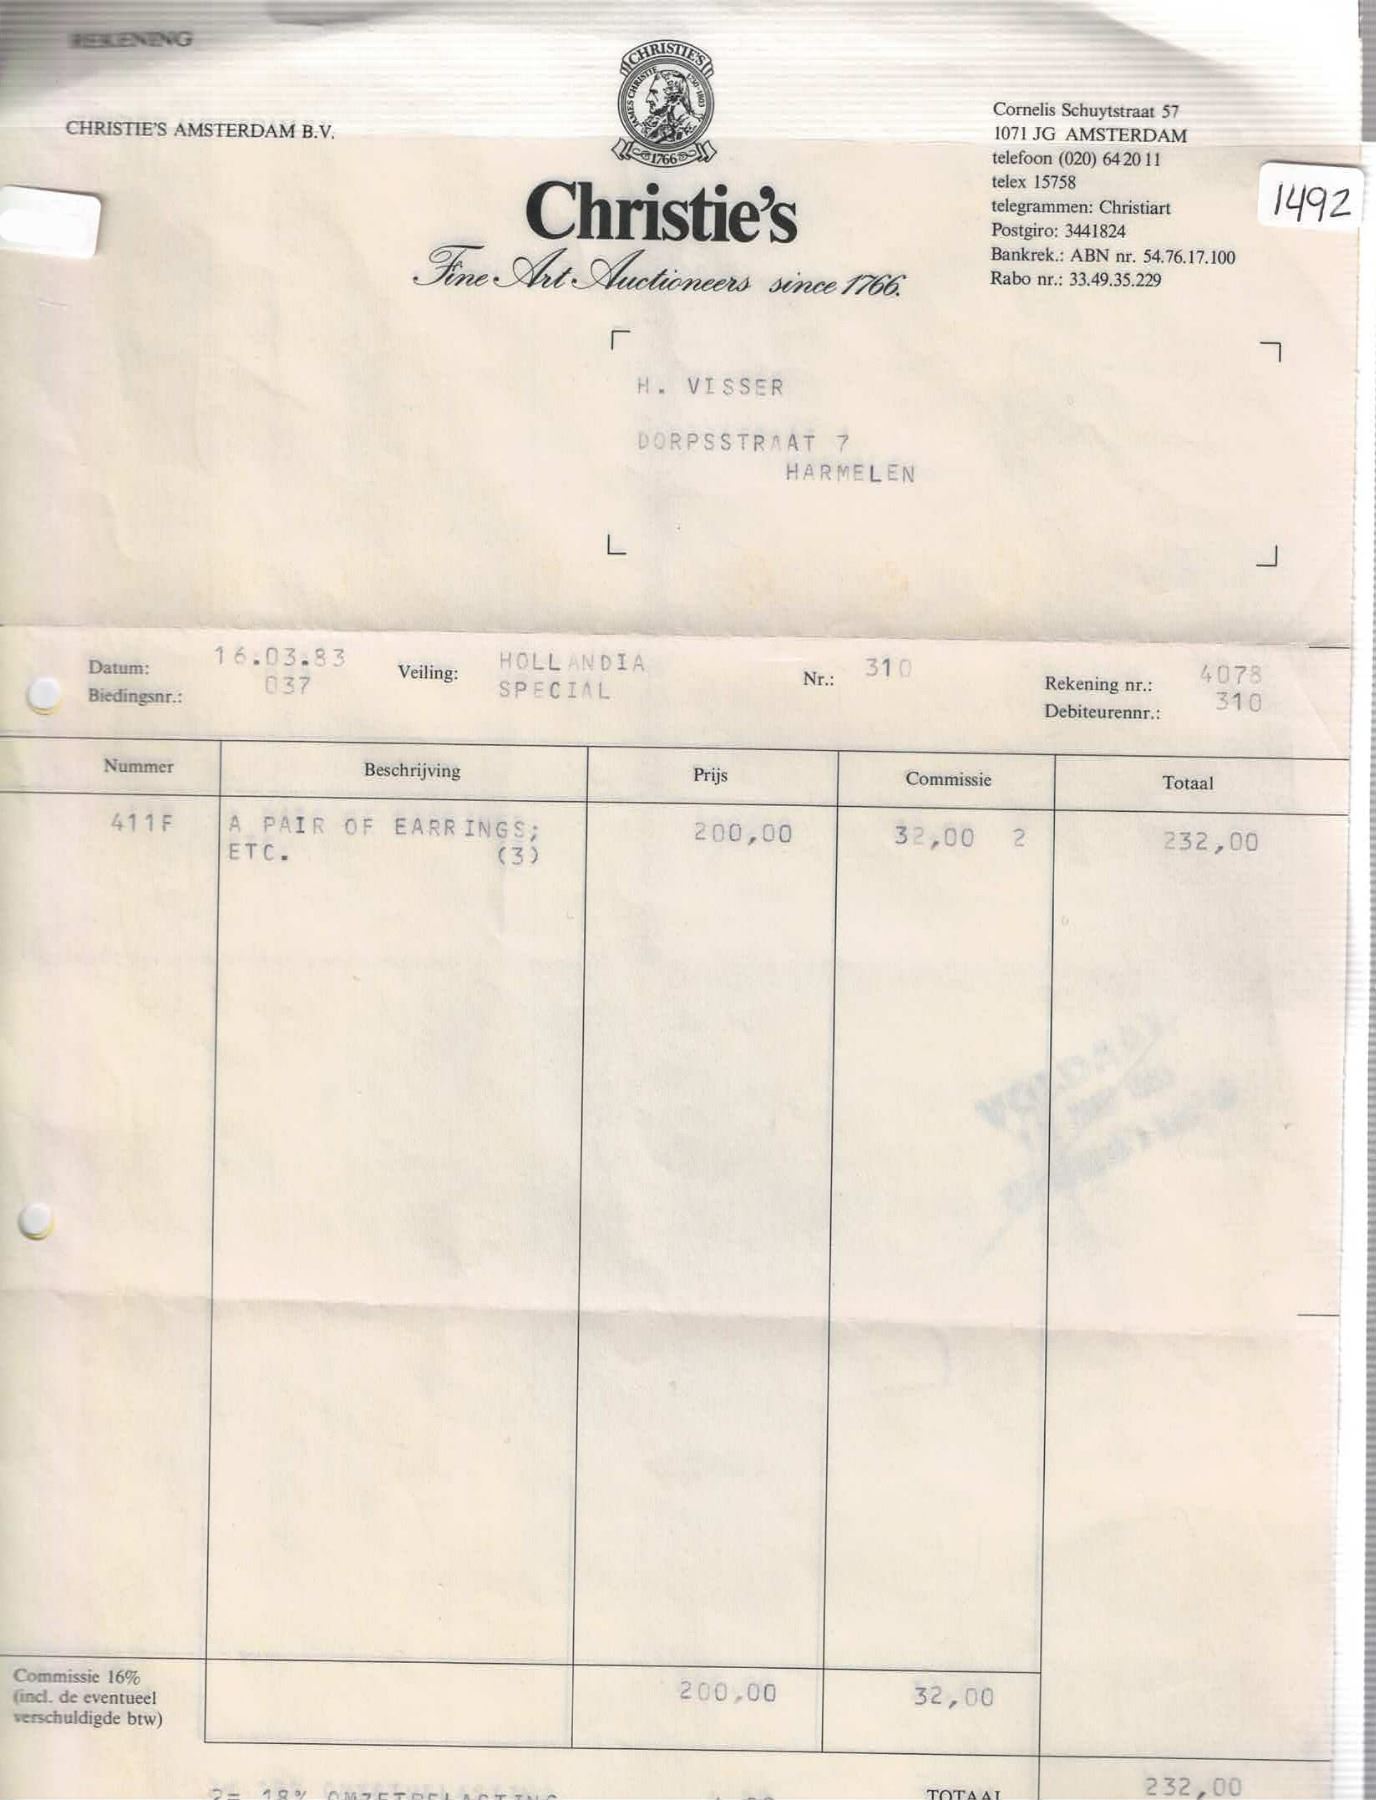 REKENING
CHRISTIE'S AMSTERDAM B.V.
CHRISTIE'S
JAMES CHRISTIE 1730-1803
1766
Christie's
Fine Art Auctioneers since 1766.
Cornelis Schuytstraat 57
1071 JG AMSTERDAM
telefoon (020) 64 20 11
telex 15758
telegrammen: Christiart
Postgiro: 3441824
Bankrek.: ABN nr. 54.76.17.100
Rabo nr.: 33.49.35.229
1492
H. VISSER
DORPSSTRAAT 7
HARMELEN
Datum: 16.03.83
Biedingsnr.: 037
Veiling: HOLLANDIA
SPECIAL
Nr.: 310
Rekening nr.: 4078
Debiteurennr.: 310
Nummer Beschrijving Prijs Commissie Totaal
411F A PAIR OF EARRINGS; 200,00 32,00 2 232,00
ETC. (3)
Commissie 16%
(incl. de eventueel
verschuldigde btw)
200,00 32,00
2= 18% OMZETBELASTING
TOTAAL 232,00